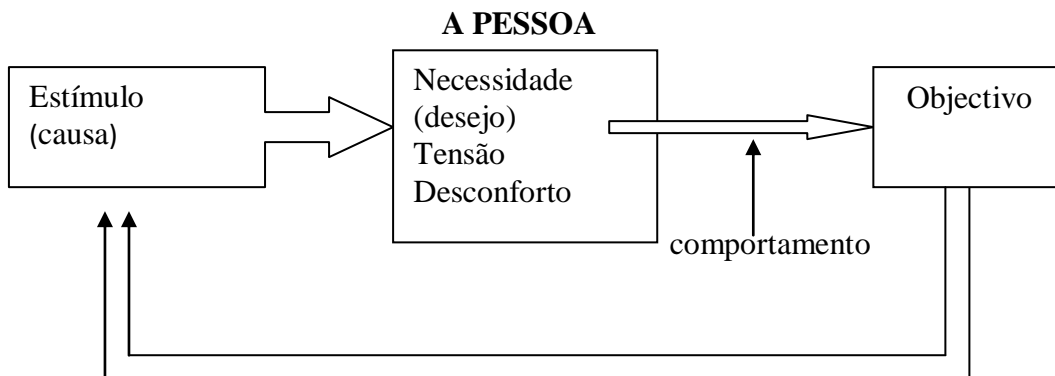 A PESSOA
Estímulo
(causa)
Necessidade
(desejo)
Tensão
Desconforto
Objectivo
comportamento